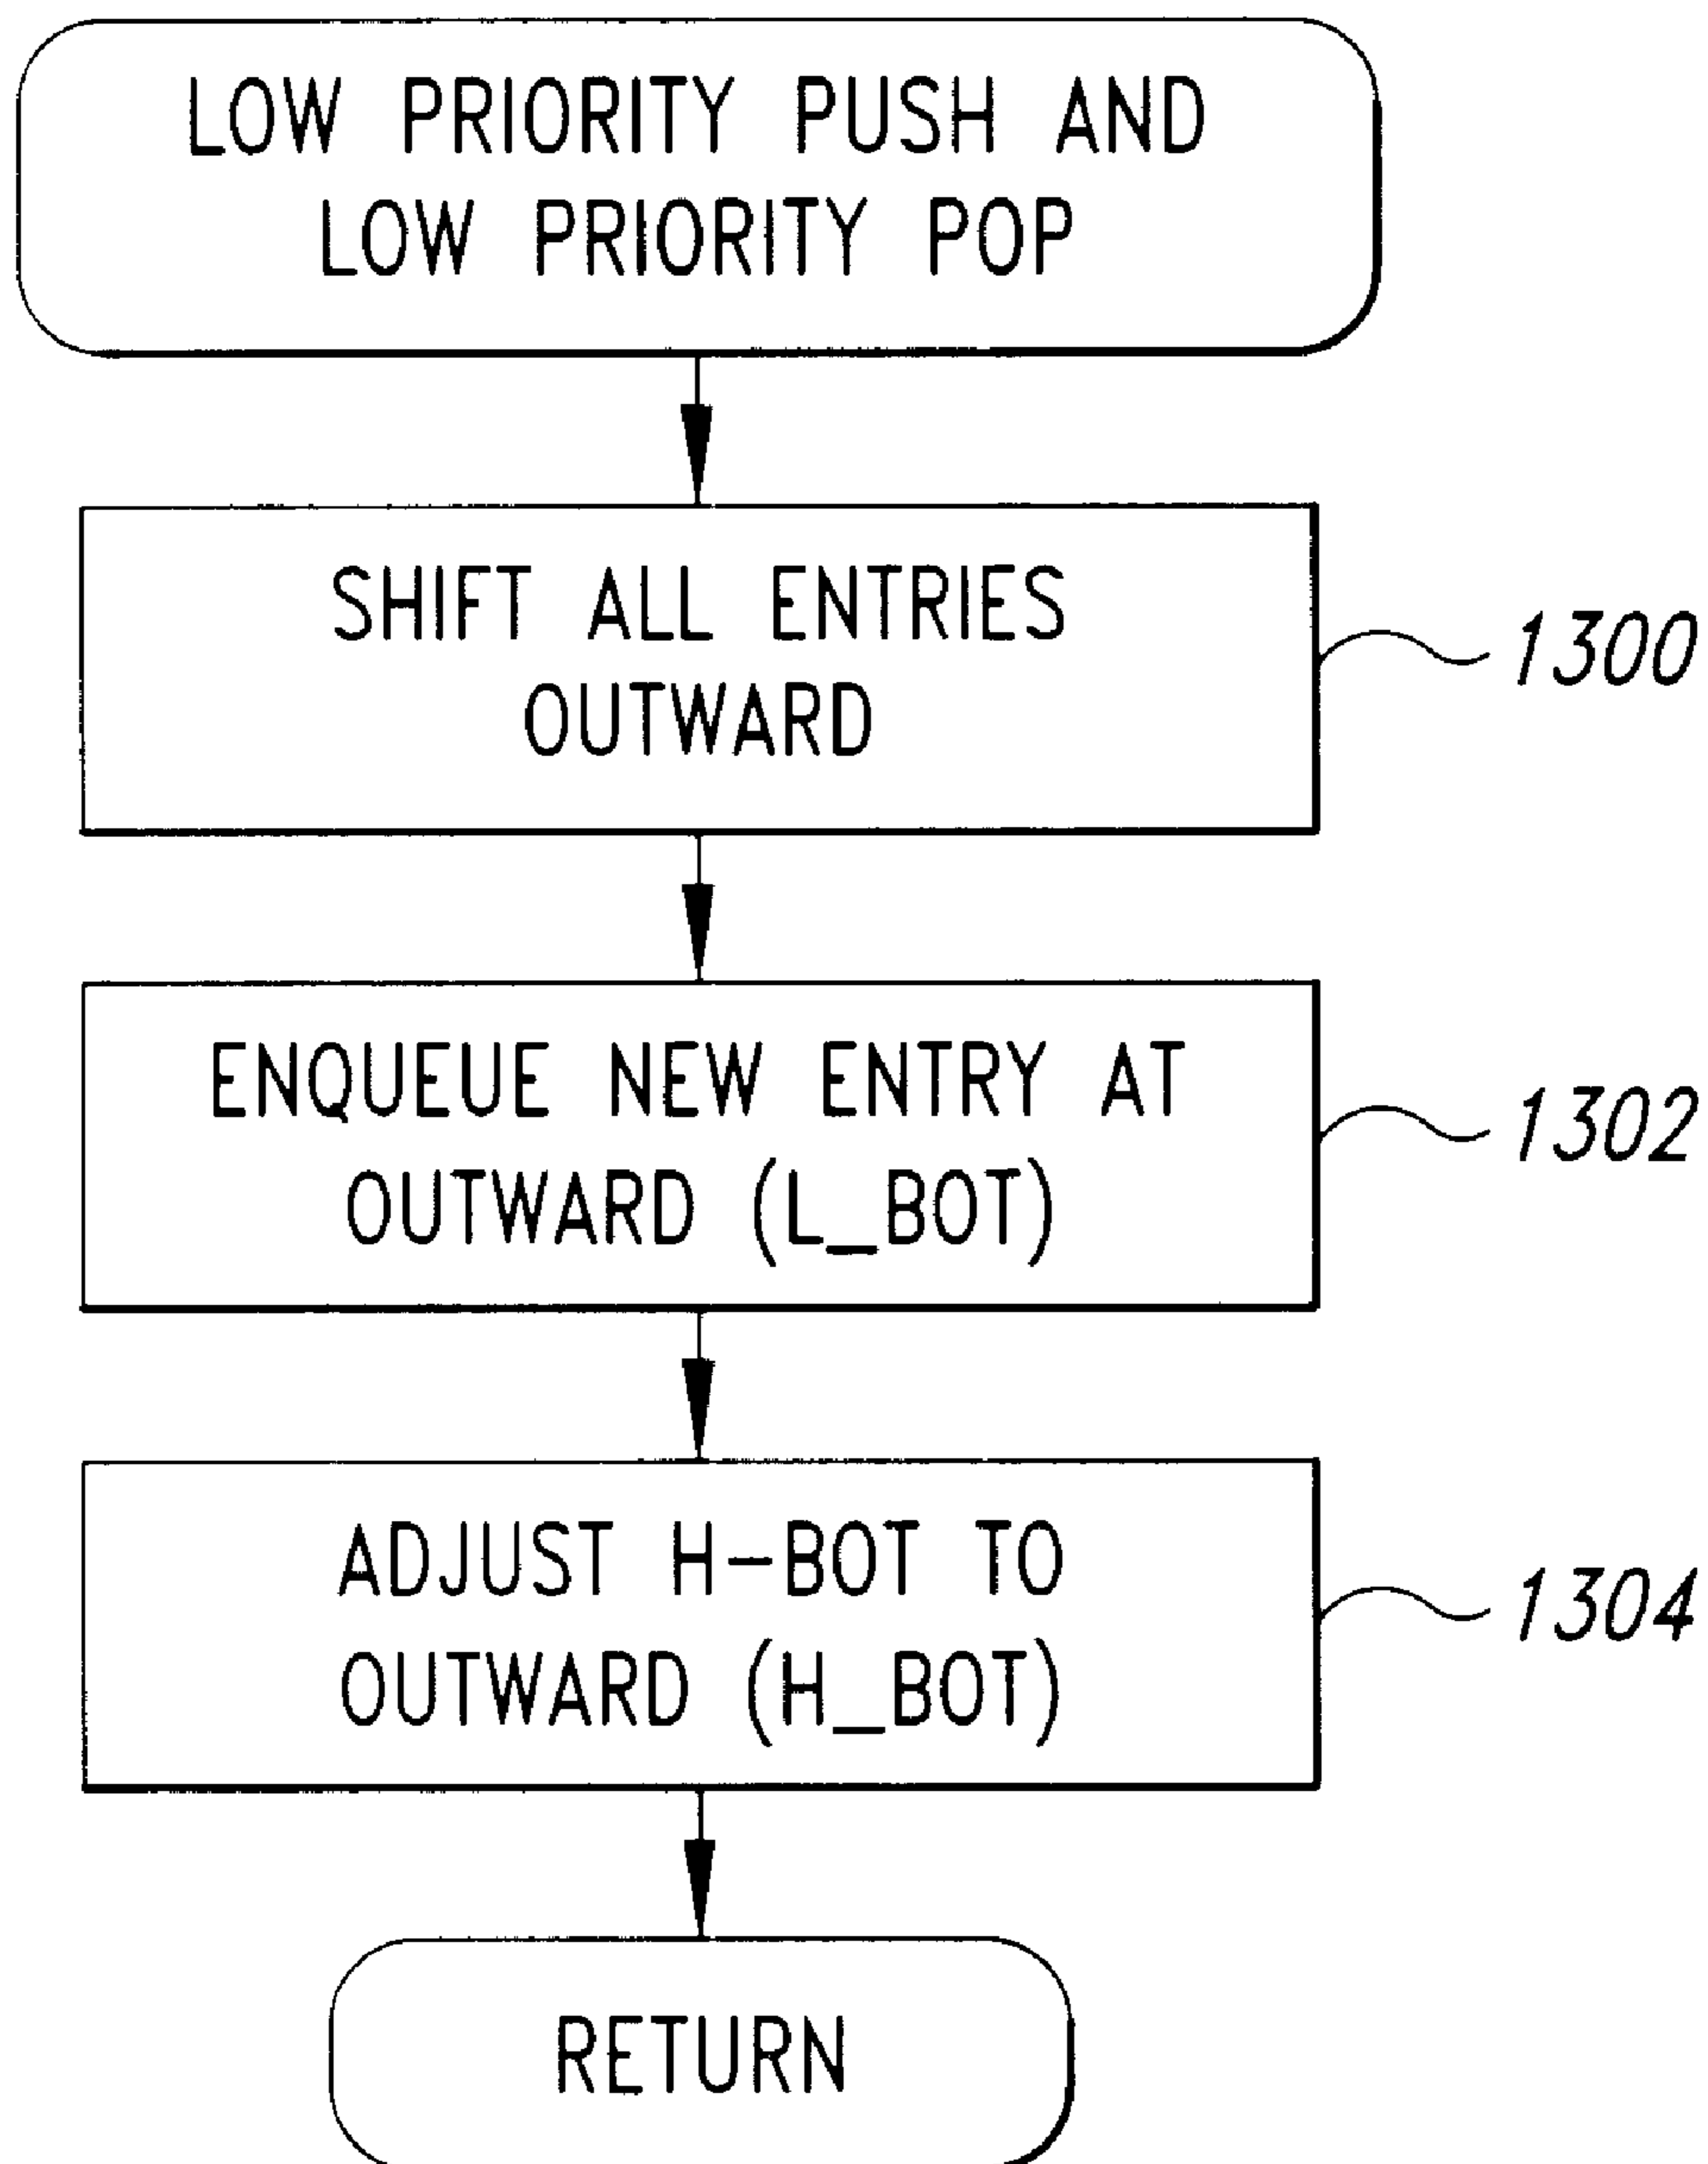 LOW PRIORITY PUSH AND
LOW PRIORITY POP
SHIFT ALL ENTRIES
OUTWARD
1300
ENQUEUE NEW ENTRY AT
OUTWARD (L_BOT)
1302
ADJUST H-BOT TO
OUTWARD (H_BOT)
1304
RETURN